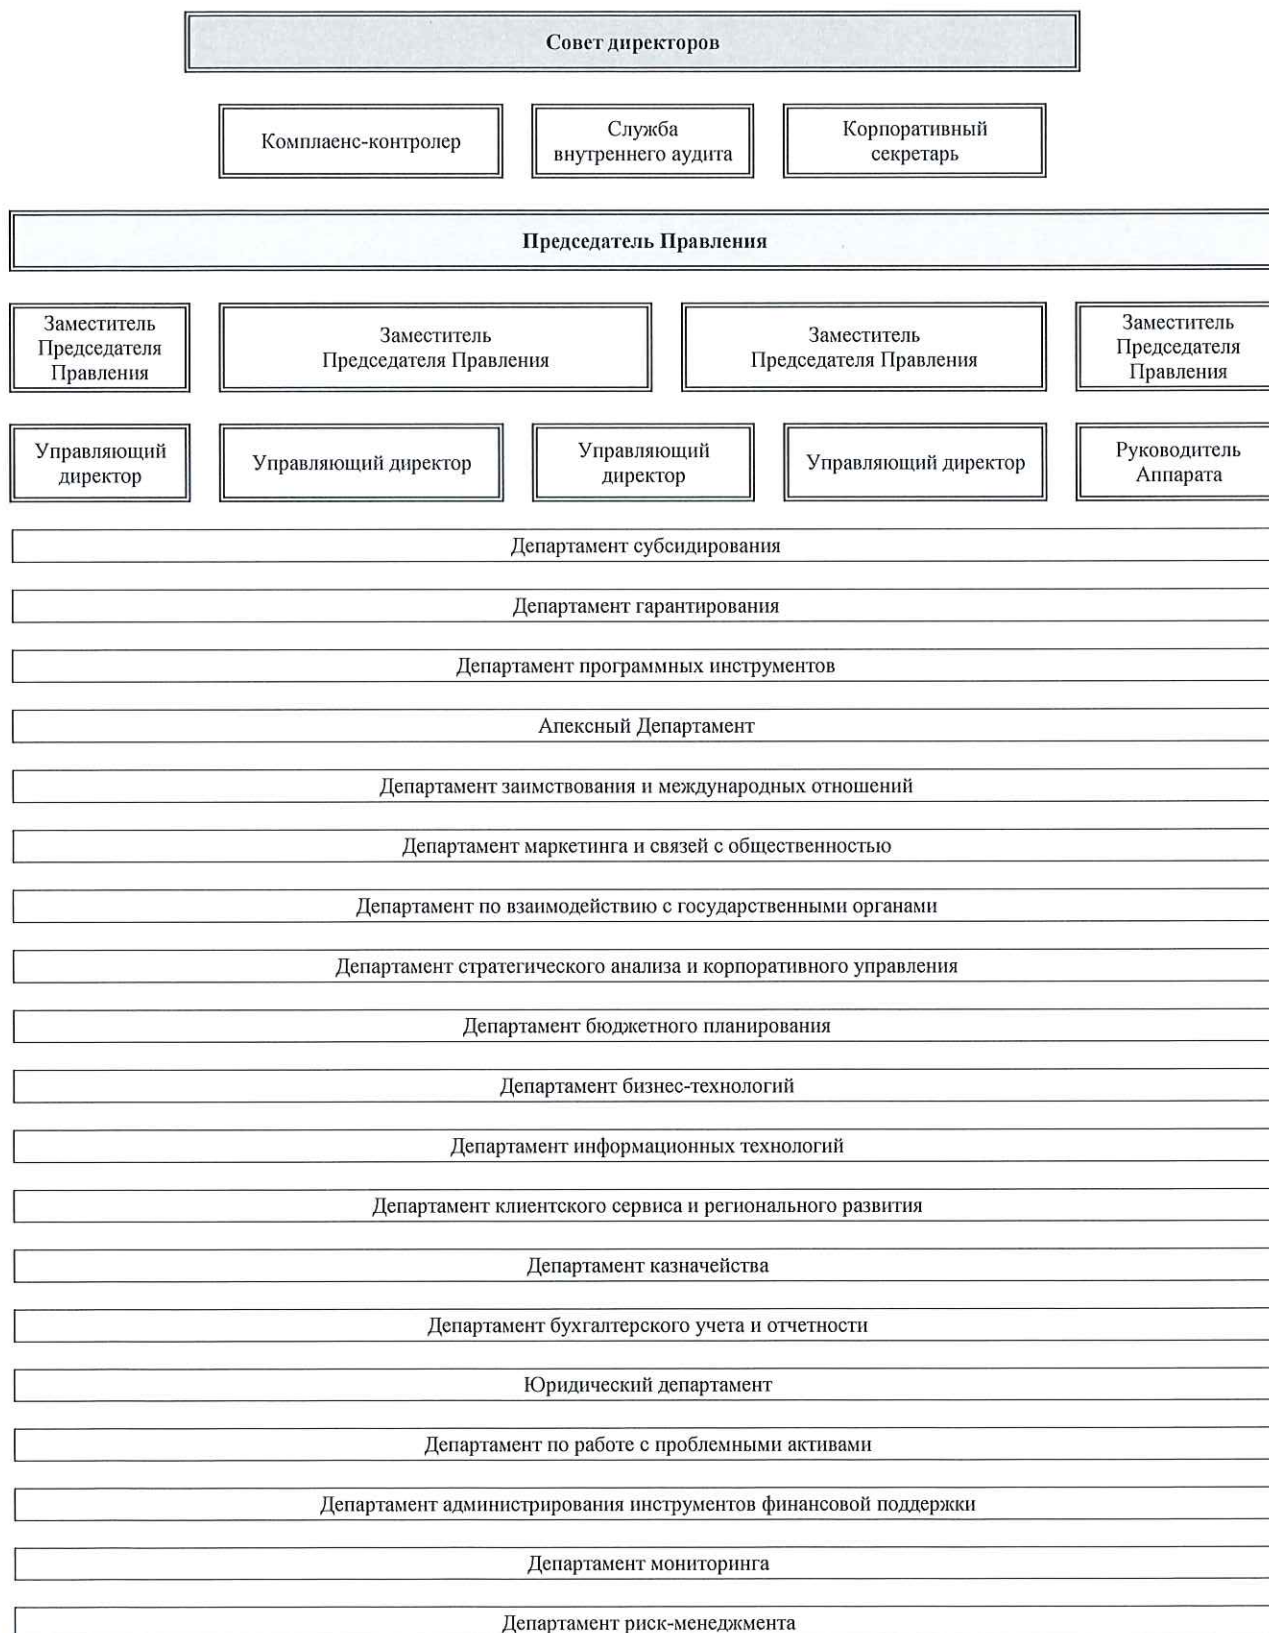 Совет директоров
Комплаенс-контролер
Служба
внутреннего аудита
Корпоративный
секретарь
Председатель Правления
Заместитель
Председателя
Правления
Заместитель
Председателя Правления
Заместитель
Председателя Правления
Заместитель
Председателя
Правления
Управляющий
директор
Управляющий директор
Управляющий
директор
Управляющий директор
Руководитель
Аппарата
Департамент субсидирования
Департамент гарантирования
Департамент программных инструментов
Апексный Департамент
Департамент заимствования и международных отношений
Департамент маркетинга и связей с общественностью
Департамент по взаимодействию с государственными органами
Департамент стратегического анализа и корпоративного управления
Департамент бюджетного планирования
Департамент бизнес-технологий
Департамент информационных технологий
Департамент клиентского сервиса и регионального развития
Департамент казначейства
Департамент бухгалтерского учета и отчетности
Юридический департамент
Департамент по работе с проблемными активами
Департамент администрирования инструментов финансовой поддержки
Департамент мониторинга
Департамент риск-менеджмента